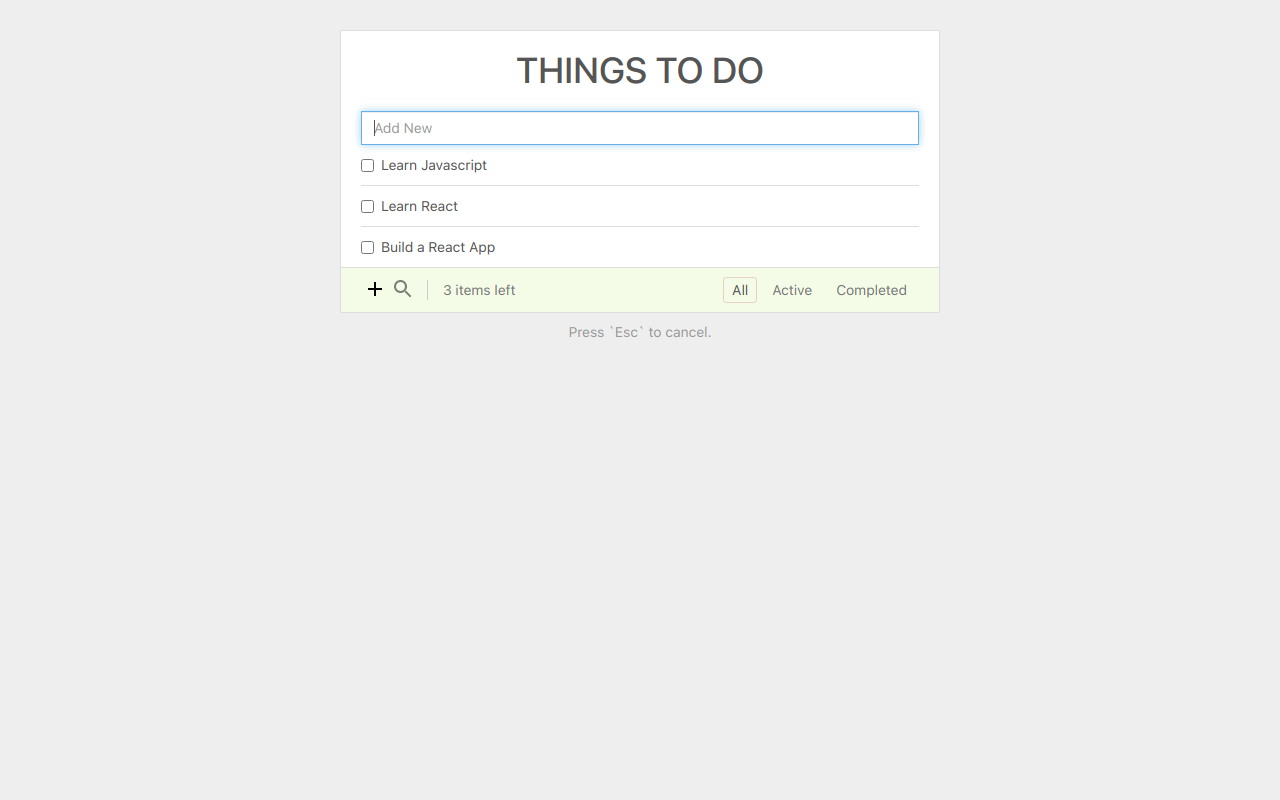 THINGS TO DO
Add New
Learn Javascript
Learn React
Build a React App
3 items left All Active Completed
Press `Esc` to cancel.